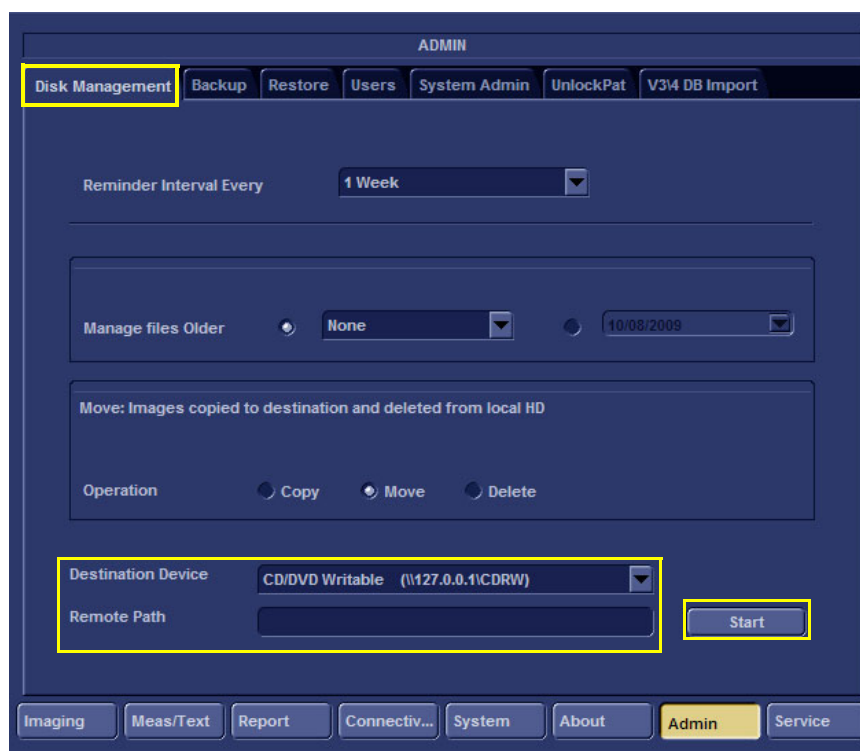 ADMIN
Disk Management Backup Restore Users System Admin UnlockPat V3\4 DB Import
Reminder Interval Every 1 Week
Manage files Older None 10/08/2009
Move: Images copied to destination and deleted from local HD
Operation Copy Move Delete
Destination Device CD/DVD Writable (\\127.0.0.1\CDRW)
Remote Path Start
Imaging Meas/Text Report Connectiv... System About Admin Service